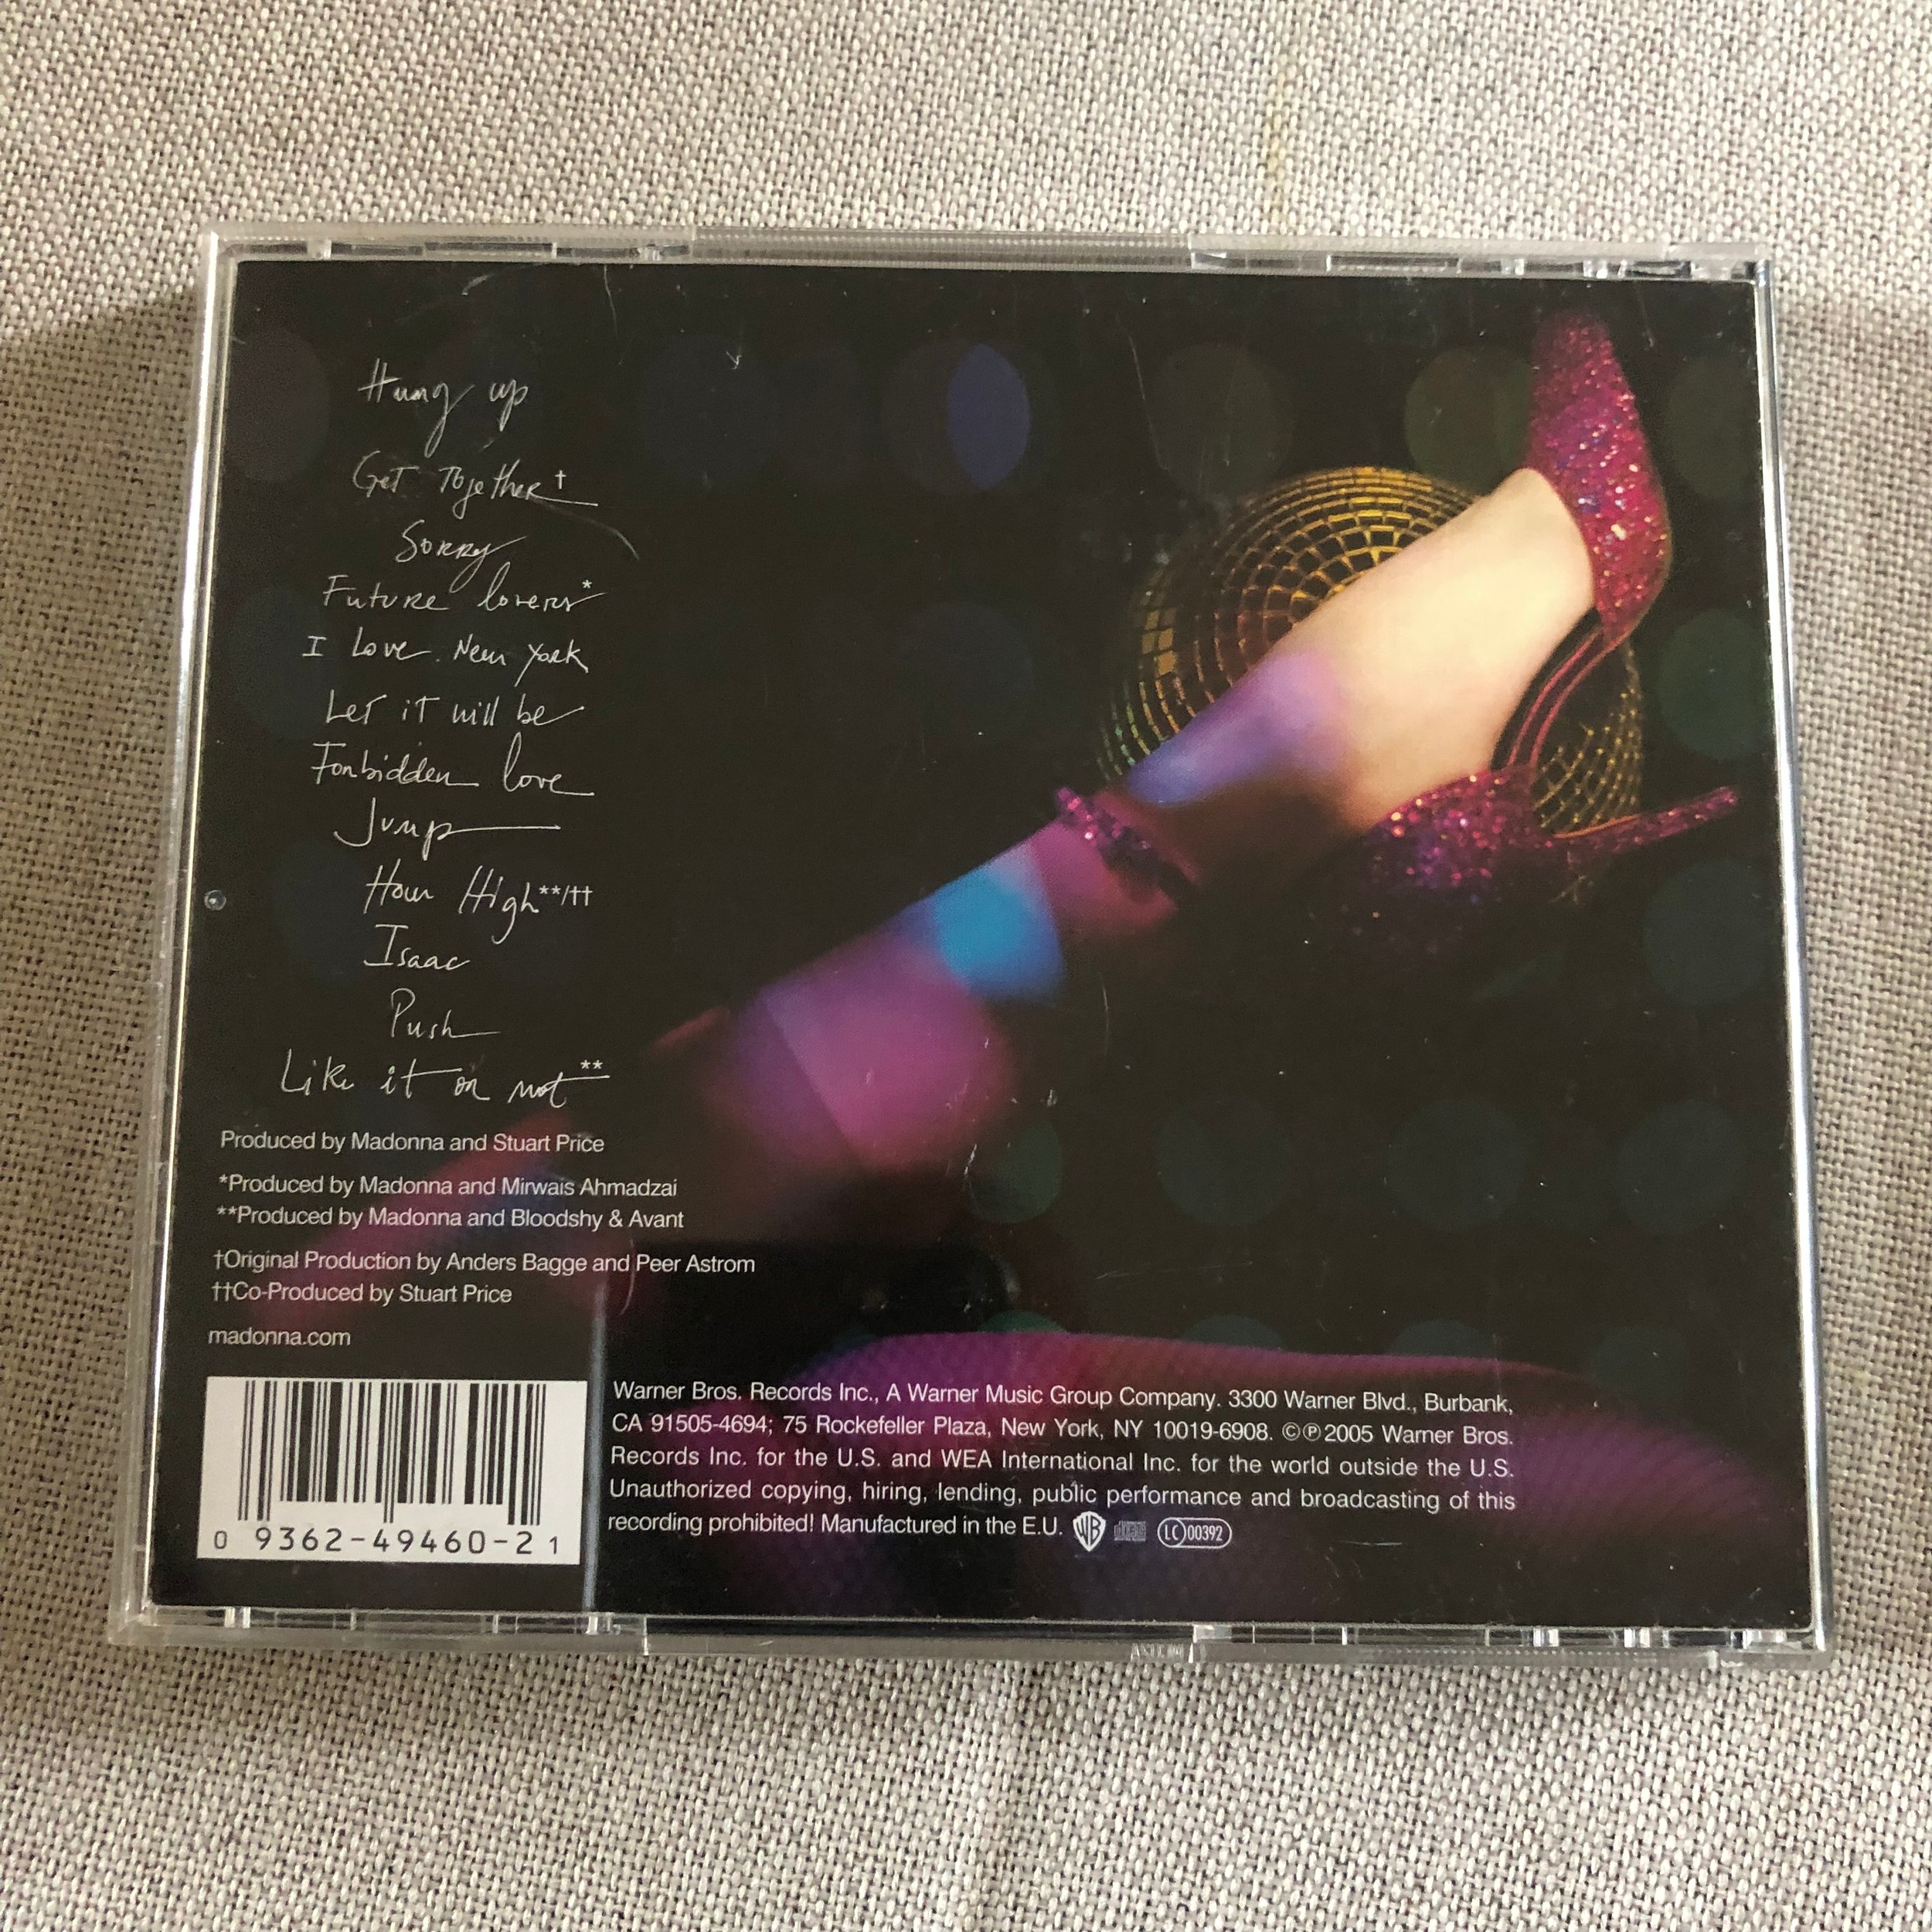 Hung up
Get Together†
Sorry
Future lovers*
I Love New York
Let it will be
Forbidden love
Jump
How High**/††
Isaac
Push
Like it or not**
Produced by Madonna and Stuart Price
*Produced by Madonna and Mirwais Ahmadzai
**Produced by Madonna and Bloodshy & Avant
†Original Production by Anders Bagge and Peer Astrom
††Co-Produced by Stuart Price
madonna.com
0 9362-49460-2 1
Warner Bros. Records Inc., A Warner Music Group Company. 3300 Warner Blvd., Burbank,
CA 91505-4694; 75 Rockefeller Plaza, New York, NY 10019-6908. ©℗2005 Warner Bros.
Records Inc. for the U.S. and WEA International Inc. for the world outside the U.S.
Unauthorized copying, hiring, lending, public performance and broadcasting of this
recording prohibited! Manufactured in the E.U. WB LC 00392